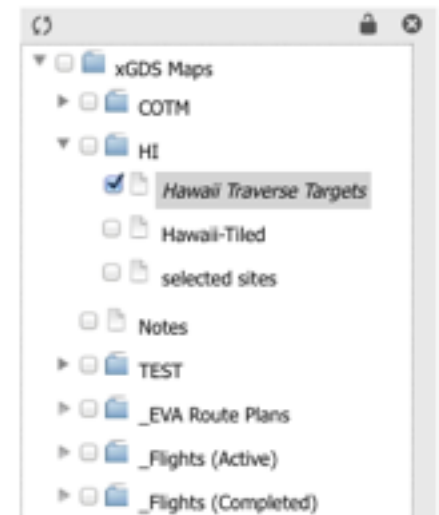 xGDS Maps
COTM
HI
Hawaii Traverse Targets
Hawaii-Tiled
selected sites
Notes
TEST
_EVA Route Plans
_Flights (Active)
_Flights (Completed)